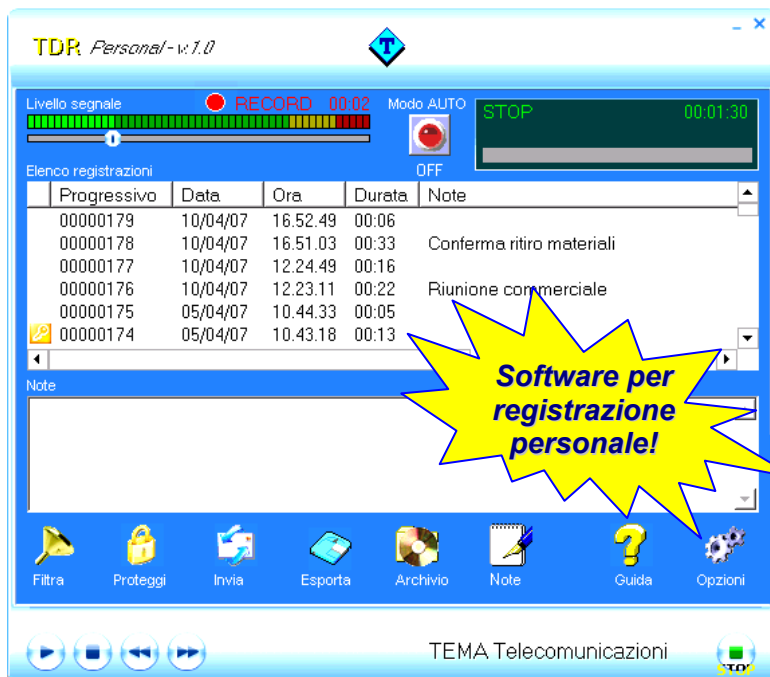 TDR Personal - v.1.0
T
Livello segnale
RECORD 00:02
Modo AUTO
OFF
STOP 00:01:30
Elenco registrazioni
Progressivo Data Ora Durata Note
00000179 10/04/07 16.52.49 00:06
00000178 10/04/07 16.51.03 00:33 Conferma ritiro materiali
00000177 10/04/07 12.24.49 00:16
00000176 10/04/07 12.23.11 00:22 Riunione commerciale
00000175 05/04/07 10.44.33 00:05
00000174 05/04/07 10.43.18 00:13
Software per
registrazione
personale!
Note
Filtra Proteggi Invia Esporta Archivio Note Guida Opzioni
TEMA Telecomunicazioni
STOP